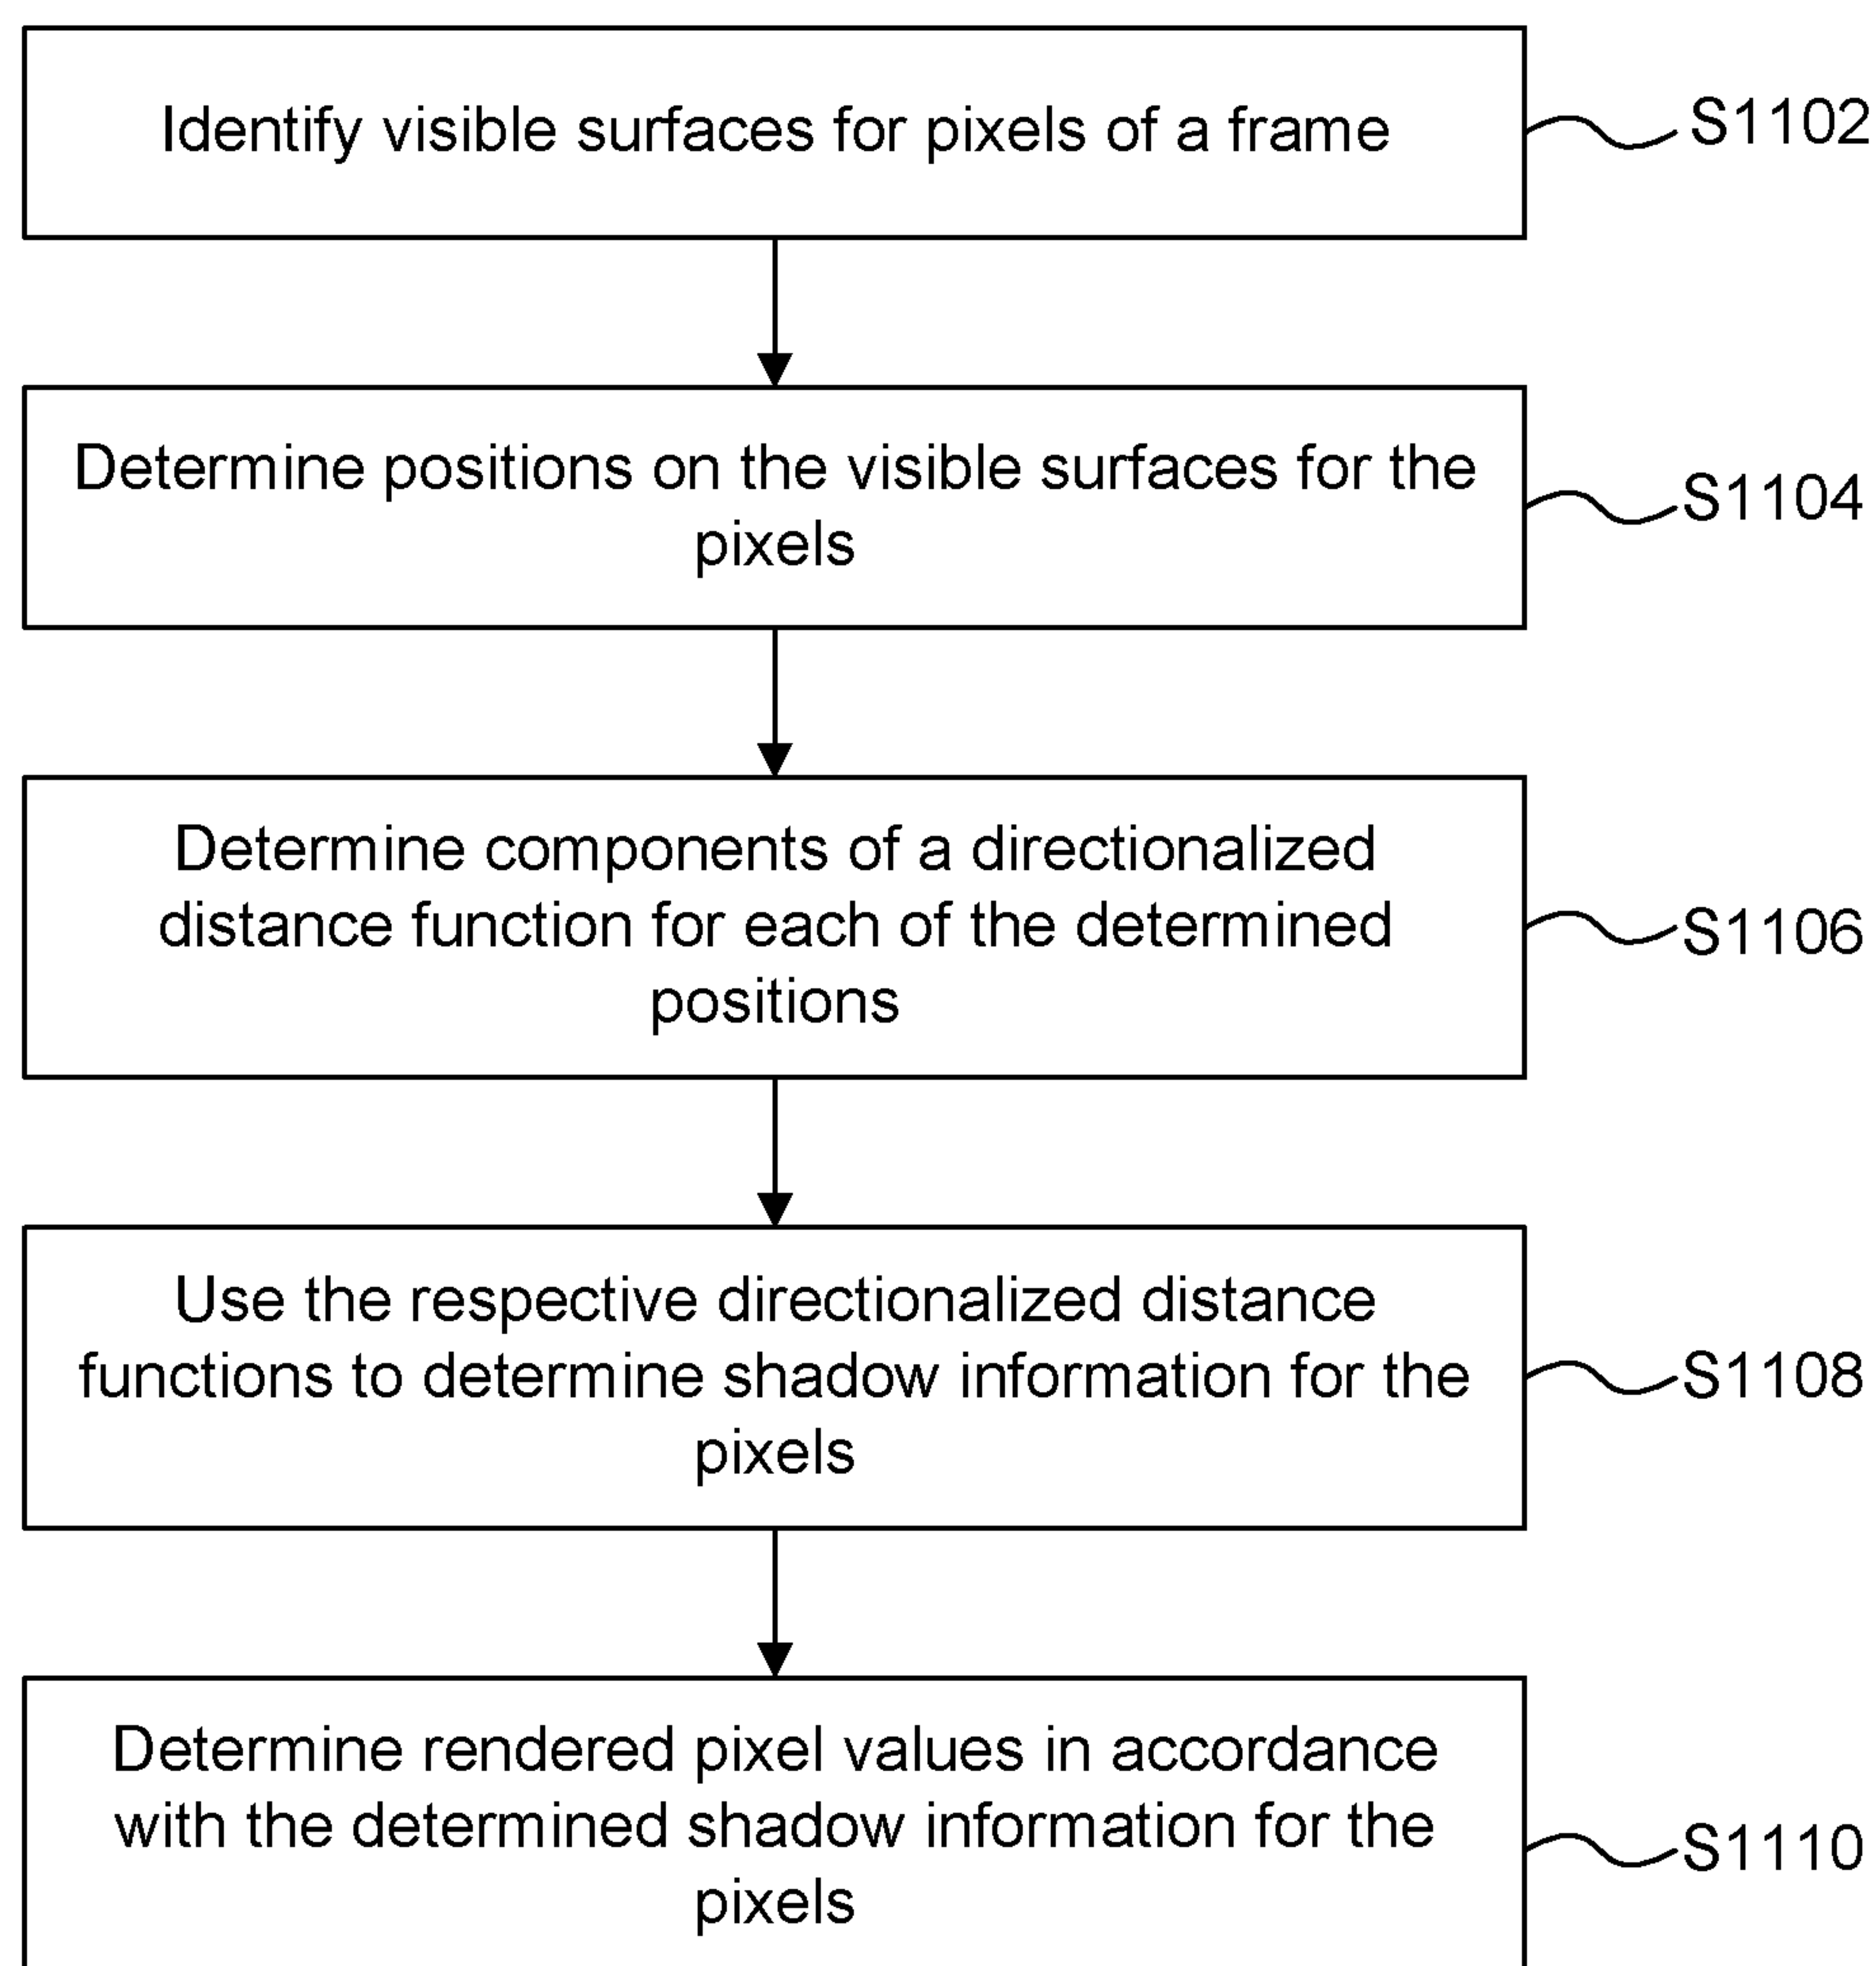 Identify visible surfaces for pixels of a frame
S1102
Determine positions on the visible surfaces for the
pixels
S1104
Determine components of a directionalized
distance function for each of the determined
positions
S1106
Use the respective directionalized distance
functions to determine shadow information for the
pixels
S1108
Determine rendered pixel values in accordance
with the determined shadow information for the
pixels
S1110